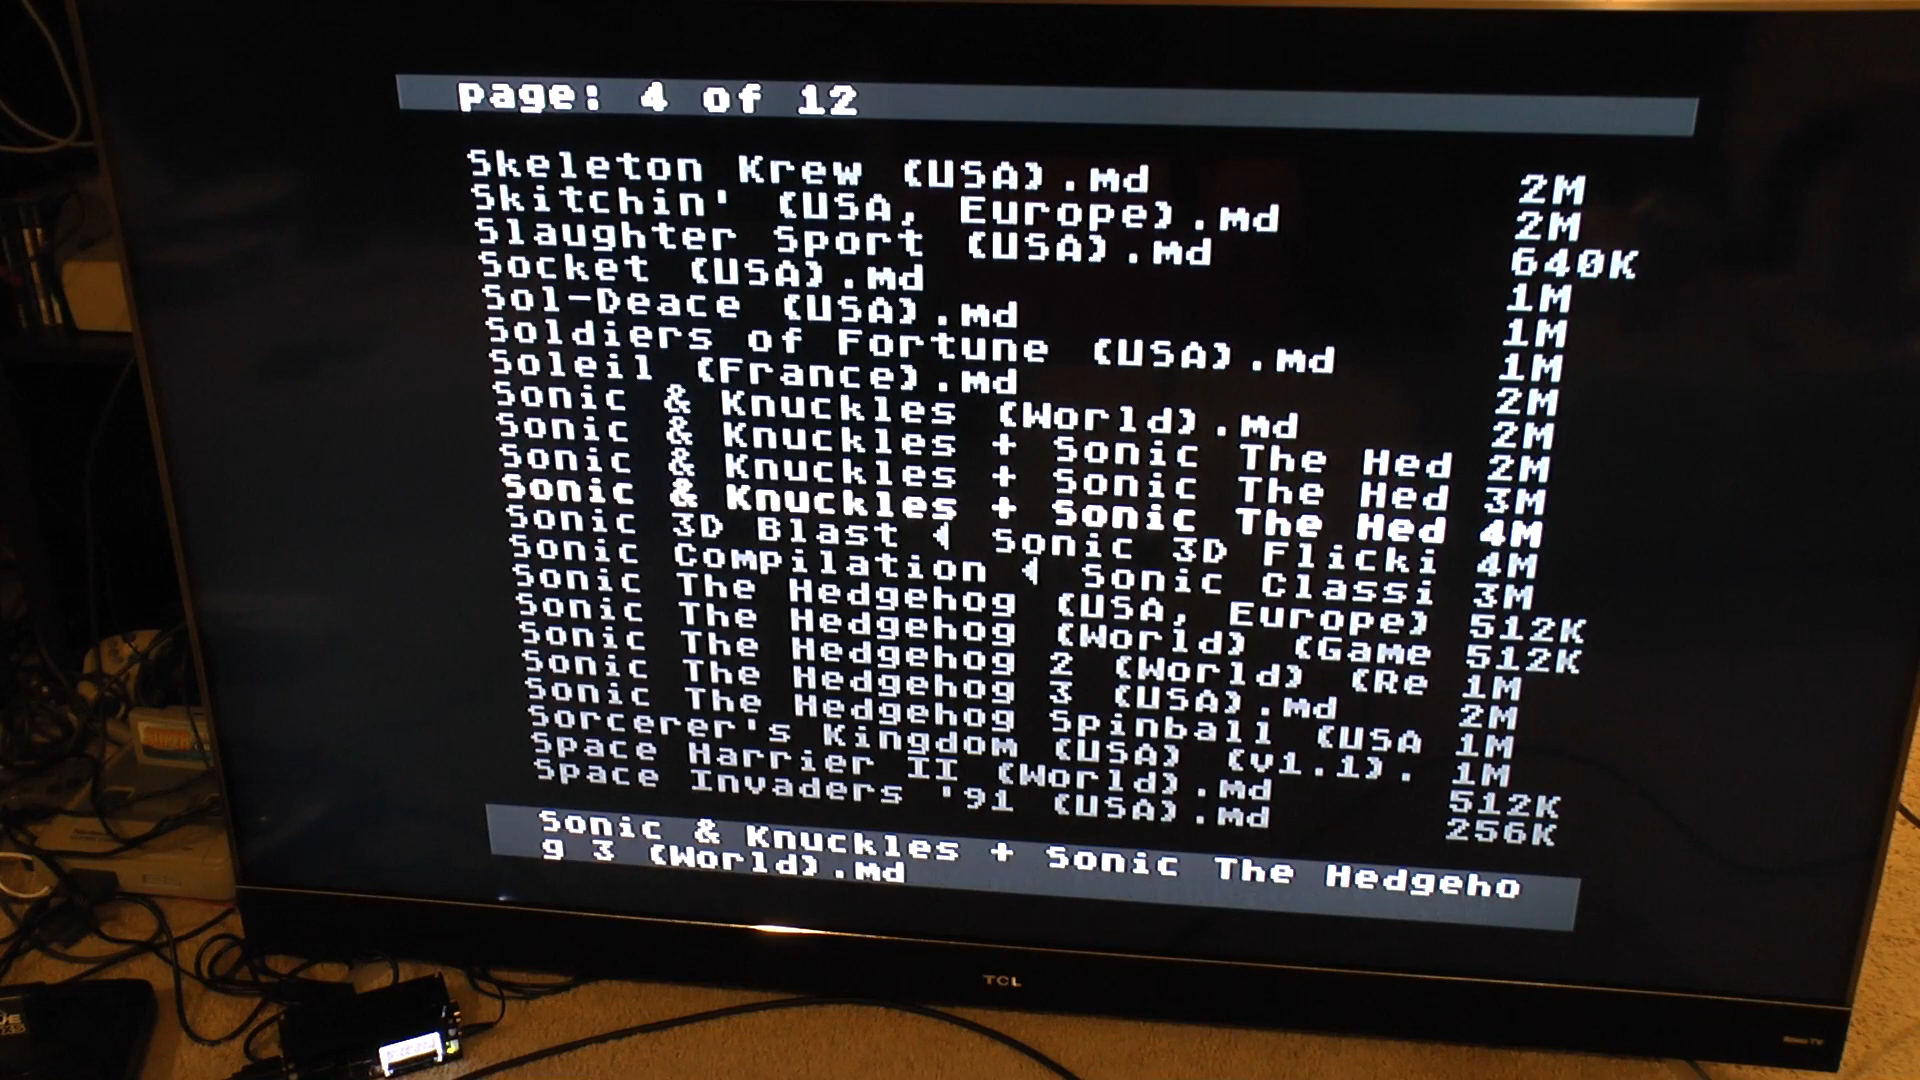 page: 4 of 12
Skeleton Krew (USA).md 2M
Skitchin' (USA, Europe).md 2M
Slaughter Sport (USA).md 640K
Socket (USA).md 1M
Sol-Deace (USA).md 1M
Soldiers of Fortune (USA).md 1M
Soleil (France).md 2M
Sonic & Knuckles (World).md 2M
Sonic & Knuckles + Sonic The Hed 2M
Sonic & Knuckles + Sonic The Hed 3M
Sonic & Knuckles + Sonic The Hed 4M
Sonic 3D Blast ◀ Sonic 3D Flicki 4M
Sonic Compilation ◀ Sonic Classi 3M
Sonic The Hedgehog (USA, Europe) 512K
Sonic The Hedgehog (World) (Game 512K
Sonic The Hedgehog 2 (World) (Re 1M
Sonic The Hedgehog 3 (USA).md 2M
Sonic The Hedgehog Spinball (USA 1M
Sorcerer's Kingdom (USA) (v1.1). 1M
Space Harrier II (World).md 512K
Space Invaders '91 (USA).md 256K
Sonic & Knuckles + Sonic The Hedgeho
g 3 (World).md
TCL
Roku TV